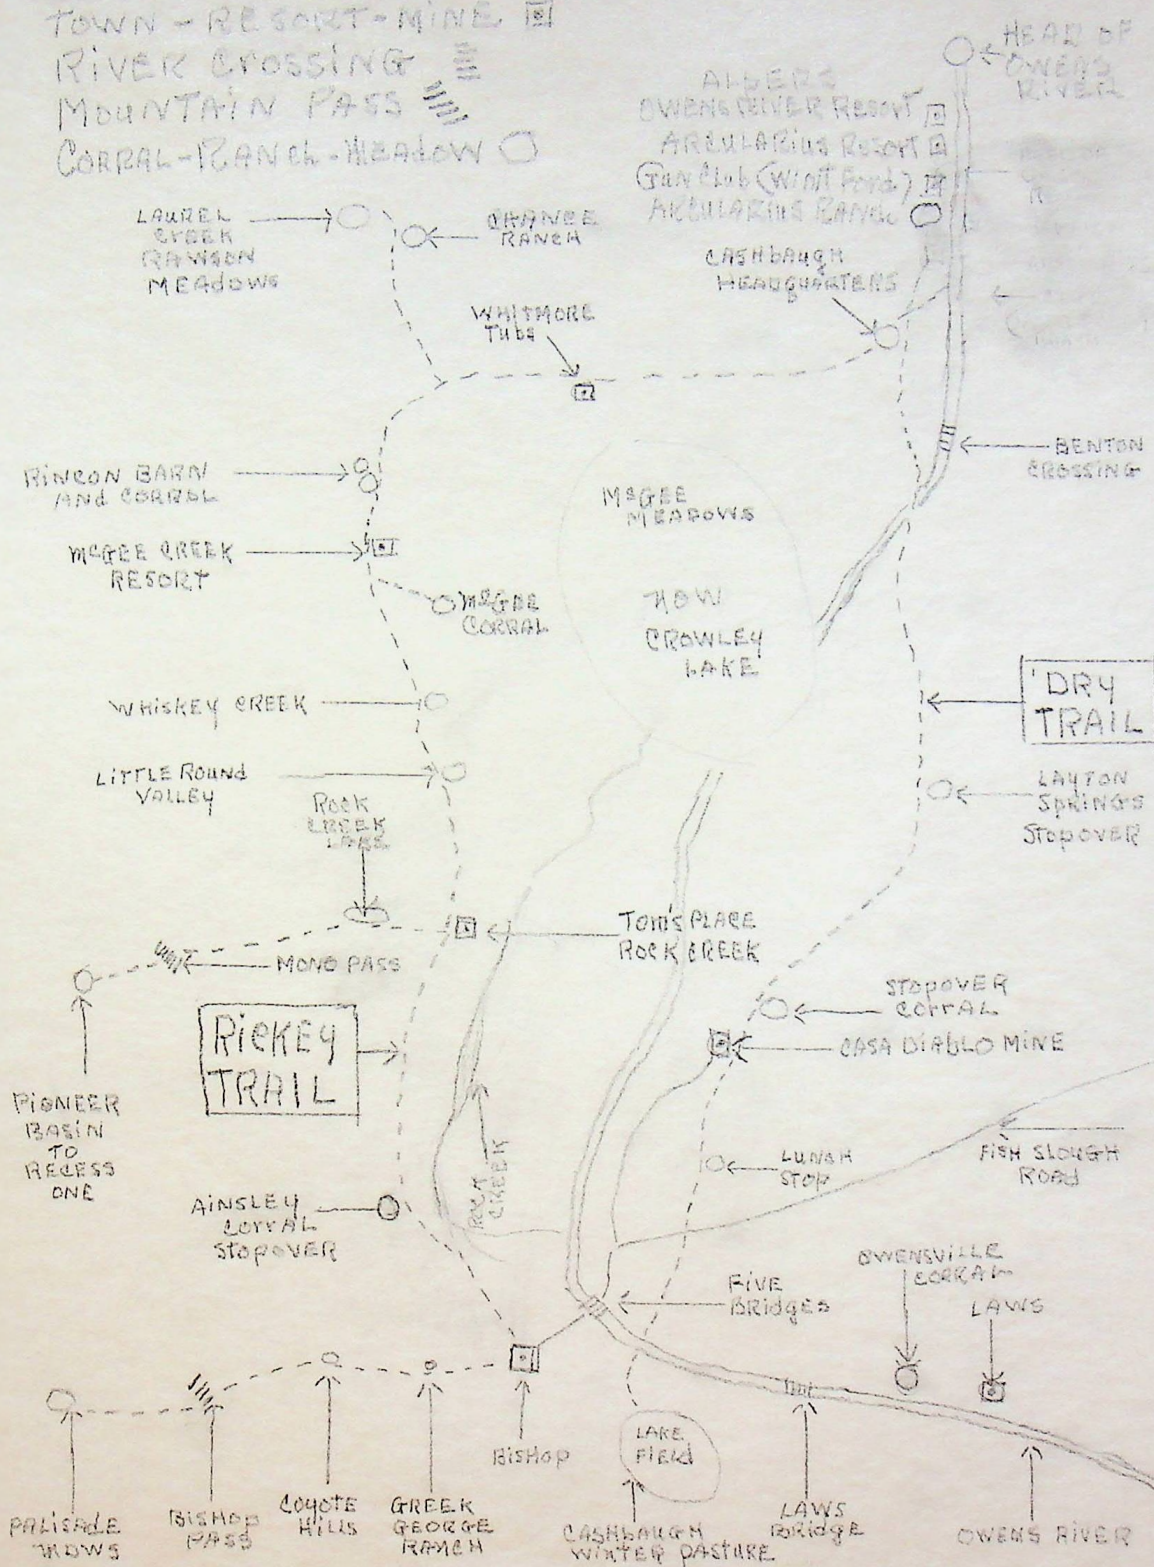 TOWN - RESORT - MINE
RIVER CROSSING
MOUNTAIN PASS
CORRAL - RANCH - MEADOW
HEAD OF
OWENS
RIVER
ALBERS
OWENS RIVER RESORT
ARCULARIUS RESORT
Gun Club (Winit Ford)
ARCULARIUS RANCH
LAUREL
CREEK
RAWSON
MEADOWS
CHANCE
RANCH
CASHBAUGH
HEADQUARTERS
WHITMORE
Tubs
BENTON
CROSSING
RINCON BARN
AND CORRAL
McGEE
MEADOWS
McGEE CREEK
RESORT
McGEE
CORRAL
NOW
CROWLEY
LAKE
'DRY
TRAIL
WHISKEY CREEK
LITTLE ROUND
VALLEY
LAYTON
SPRINGS
STOPOVER
ROCK
CREEK
LAKE
TOM'S PLACE
ROCK CREEK
MONO PASS
STOPOVER
CORRAL
CASA DIABLO MINE
RICKEY
TRAIL
PIONEER
BASIN
TO
RECESS
ONE
FISH SLOUGH
ROAD
LUNCH
STOP
ROCK
CREEK
AINSLEY
CORRAL
STOPOVER
OWENSVILLE
CORRAL
FIVE
BRIDGES
LAWS
LAKE
FIELD
BISHOP
PALISADE
MDWS
BISHOP
PASS
COYOTE
HILLS
GREEK
GEORGE
RANCH
CASHBAUGH
WINTER PASTURE
LAWS
BRIDGE
OWENS RIVER